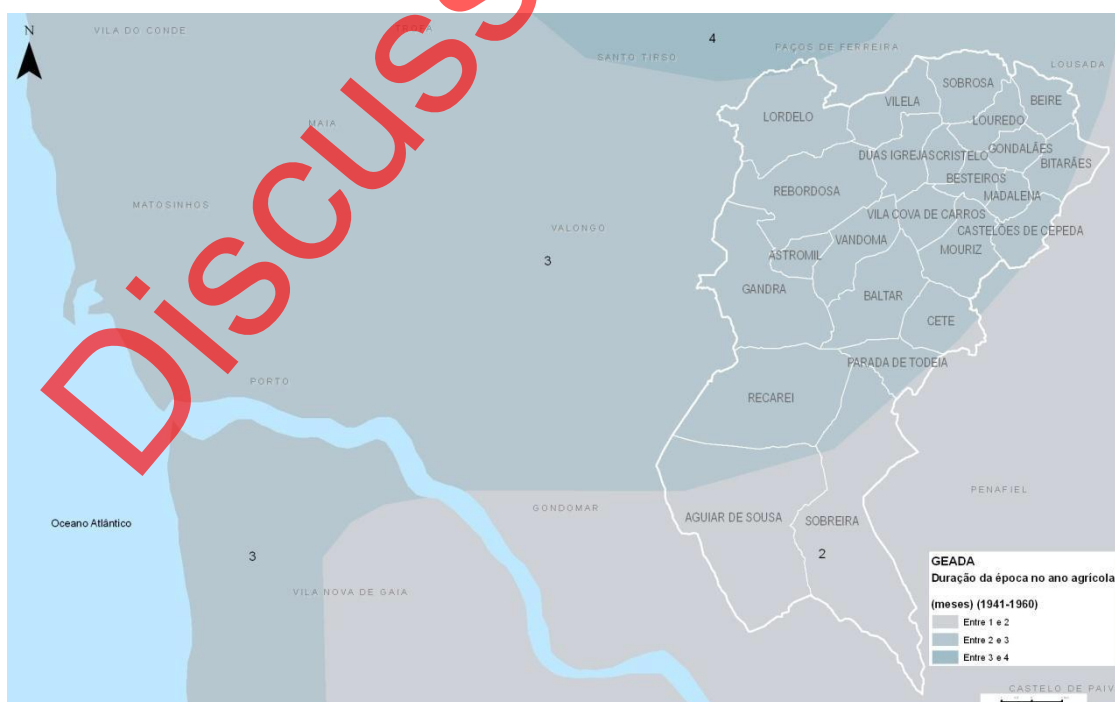 Discuss
N
VILA DO CONDE
TROFA
SANTO TIRSO
4
PAÇOS DE FERREIRA
LOUSADA
SOBROSA
VILELA
BEIRE
LORDELO
LOUREDO
MAIA
DUAS IGREJAS
CRISTELO
GONDALÃES
BITARÃES
BESTEIROS
REBORDOSA
MADALENA
MATOSINHOS
VILA COVA DE CARROS
VALONGO
CASTELÕES DE CEPEDA
VANDOMA
MOURIZ
ASTROMIL
3
GANDRA
BALTAR
CETE
PARADA DE TODEIA
PORTO
RECAREI
PENAFIEL
GONDOMAR
AGUIAR DE SOUSA
SOBREIRA
Oceano Atlântico
3
2
VILA NOVA DE GAIA
GEADA
Duração da época no ano agrícola
(meses) (1941-1960)
Entre 1 e 2
Entre 2 e 3
Entre 3 e 4
CASTELO DE PAIV